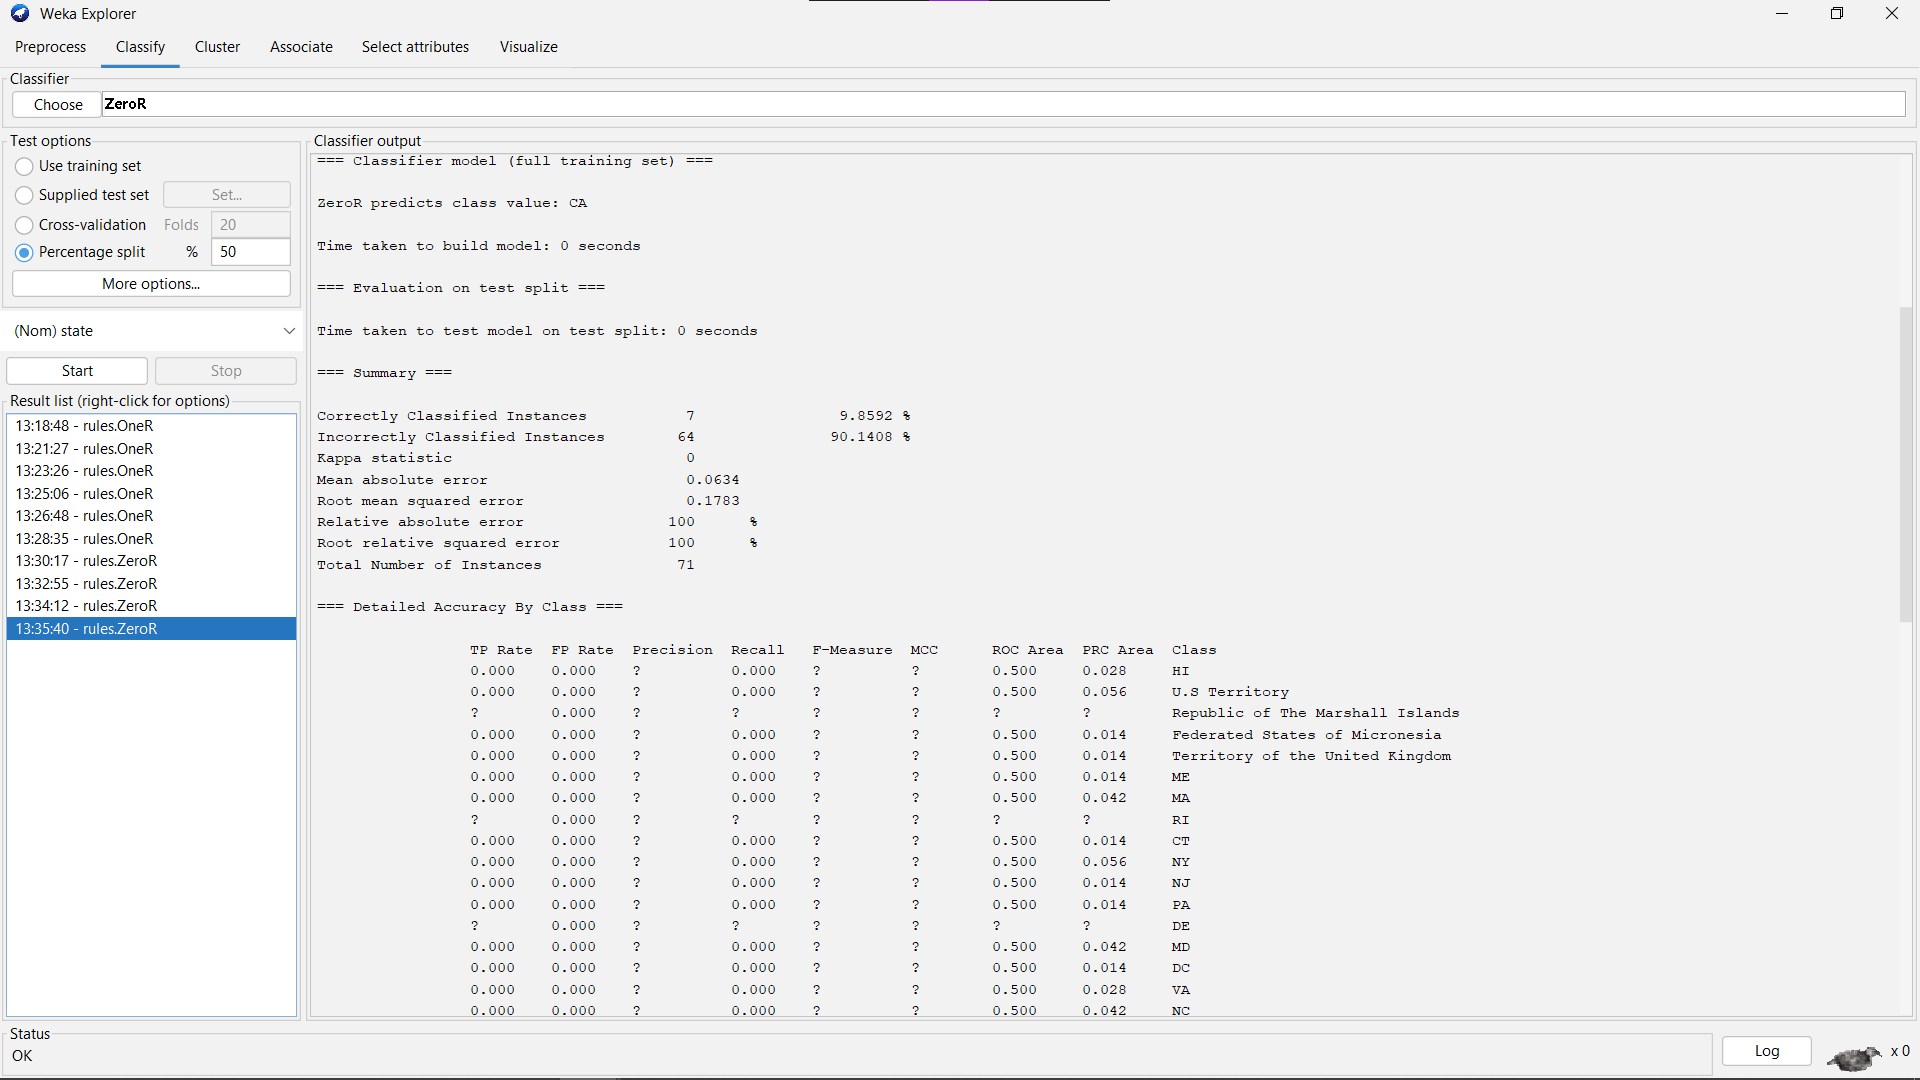 Weka Explorer
Preprocess Classify Cluster Associate Select attributes Visualize
Classifier
Choose ZeroR
Test options
Use training set
Supplied test set Set...
Cross-validation Folds 20
Percentage split % 50
More options...
(Nom) state
Start Stop
Result list (right-click for options)
13:18:48 - rules.OneR
13:21:27 - rules.OneR
13:23:26 - rules.OneR
13:25:06 - rules.OneR
13:26:48 - rules.OneR
13:28:35 - rules.OneR
13:30:17 - rules.ZeroR
13:32:55 - rules.ZeroR
13:34:12 - rules.ZeroR
13:35:40 - rules.ZeroR
Classifier output
=== Classifier model (full training set) ===
ZeroR predicts class value: CA
Time taken to build model: 0 seconds
=== Evaluation on test split ===
Time taken to test model on test split: 0 seconds
=== Summary ===
Correctly Classified Instances 7 9.8592 %
Incorrectly Classified Instances 64 90.1408 %
Kappa statistic 0
Mean absolute error 0.0634
Root mean squared error 0.1783
Relative absolute error 100 %
Root relative squared error 100 %
Total Number of Instances 71
=== Detailed Accuracy By Class ===
TP Rate FP Rate Precision Recall F-Measure MCC ROC Area PRC Area Class
0.000 0.000 ? 0.000 ? ? 0.500 0.028 HI
0.000 0.000 ? 0.000 ? ? 0.500 0.056 U.S Territory
? 0.000 ? ? ? ? ? ? Republic of The Marshall Islands
0.000 0.000 ? 0.000 ? ? 0.500 0.014 Federated States of Micronesia
0.000 0.000 ? 0.000 ? ? 0.500 0.014 Territory of the United Kingdom
0.000 0.000 ? 0.000 ? ? 0.500 0.014 ME
0.000 0.000 ? 0.000 ? ? 0.500 0.042 MA
? 0.000 ? ? ? ? ? ? RI
0.000 0.000 ? 0.000 ? ? 0.500 0.014 CT
0.000 0.000 ? 0.000 ? ? 0.500 0.056 NY
0.000 0.000 ? 0.000 ? ? 0.500 0.014 NJ
0.000 0.000 ? 0.000 ? ? 0.500 0.014 PA
? 0.000 ? ? ? ? ? ? DE
0.000 0.000 ? 0.000 ? ? 0.500 0.042 MD
0.000 0.000 ? 0.000 ? ? 0.500 0.014 DC
0.000 0.000 ? 0.000 ? ? 0.500 0.028 VA
0.000 0.000 ? 0.000 ? ? 0.500 0.042 NC
Status
OK
Log x 0